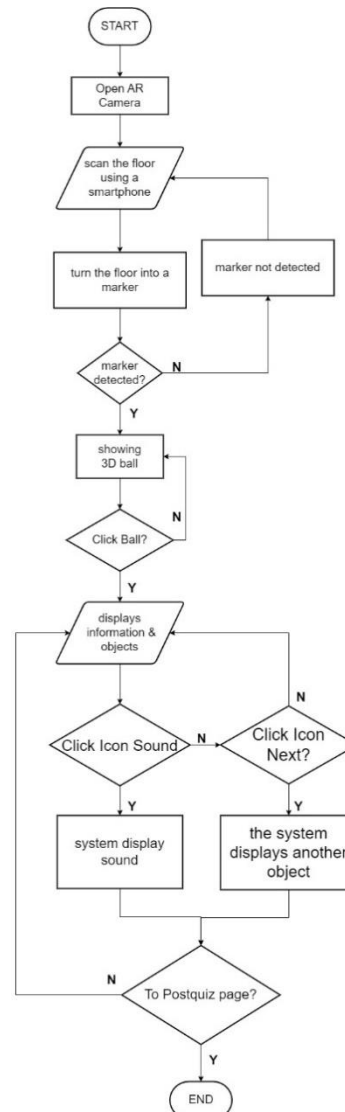 START
Open AR
Camera
scan the floor
using a
smartphone
turn the floor into a
marker
marker not detected
marker
detected?
N
Y
showing
3D ball
N
Click Ball?
Y
displays
information &
objects
N
Click Icon Sound
N
Click Icon
Next?
Y
Y
system display
sound
the system
displays another
object
N
To Postquiz page?
Y
END